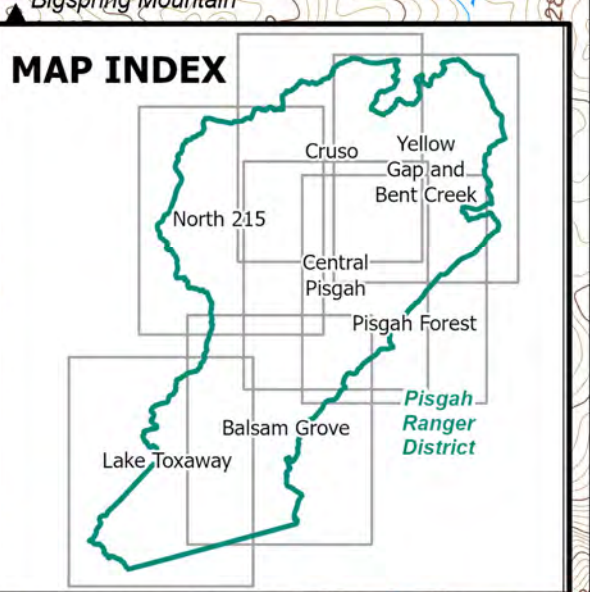 Bigspring Mountain
28
MAP INDEX
Cruso
Yellow
Gap and
Bent Creek
North 215
Central
Pisgah
Pisgah Forest
Pisgah
Ranger
District
Balsam Grove
Lake Toxaway